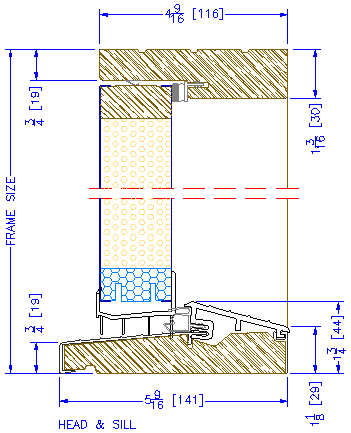 4 9/16 [116]
3/4 [19]
1 3/16 [30]
FRAME SIZE
3/4 [19]
1 3/4 [44]
1 1/8 [29]
5 9/16 [141]
HEAD & SILL